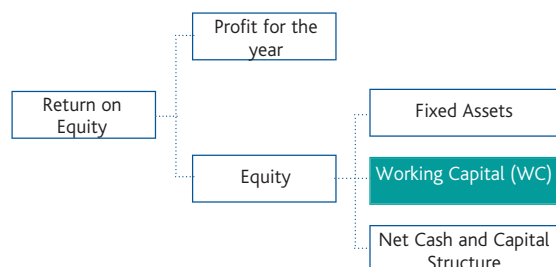 Profit for the
year
Return on
Equity
Fixed Assets
Equity
Working Capital (WC)
Net Cash and Capital
Structure